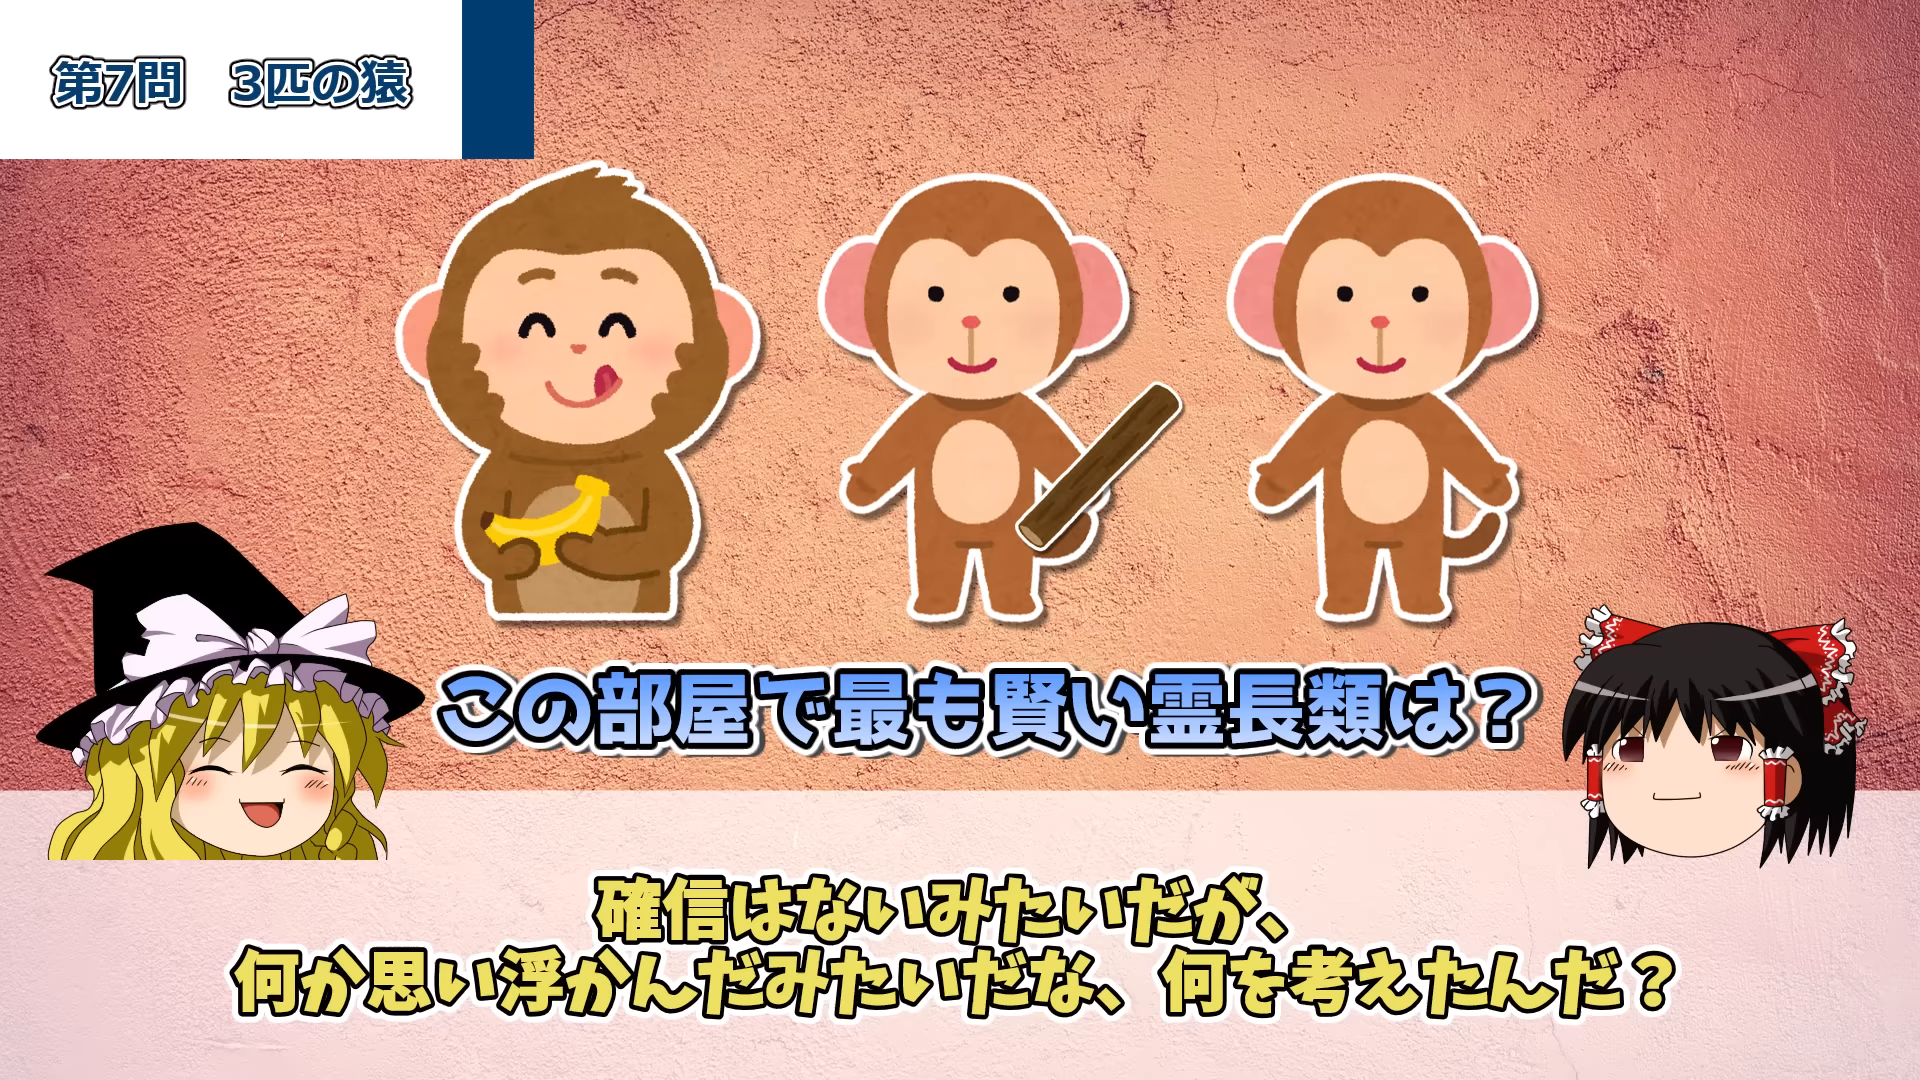 第7問　3匹の猿
この部屋で最も賢い霊長類は？
確信はないみたいだが、
何か思い浮かんだみたいだな、何を考えたんだ？